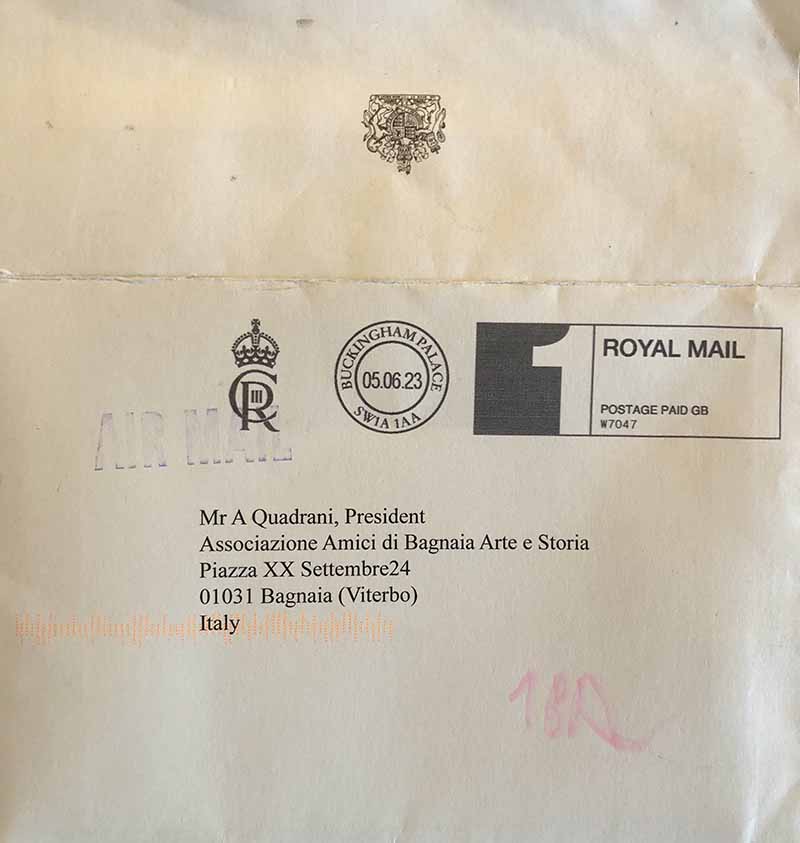 CR III
BUCKINGHAM PALACE
05.06.23
SW1A 1AA
1
ROYAL MAIL
POSTAGE PAID GB
W7047
AIR MAIL
Mr A Quadrani, President
Associazione Amici di Bagnaia Arte e Storia
Piazza XX Settembre24
01031 Bagnaia (Viterbo)
Italy